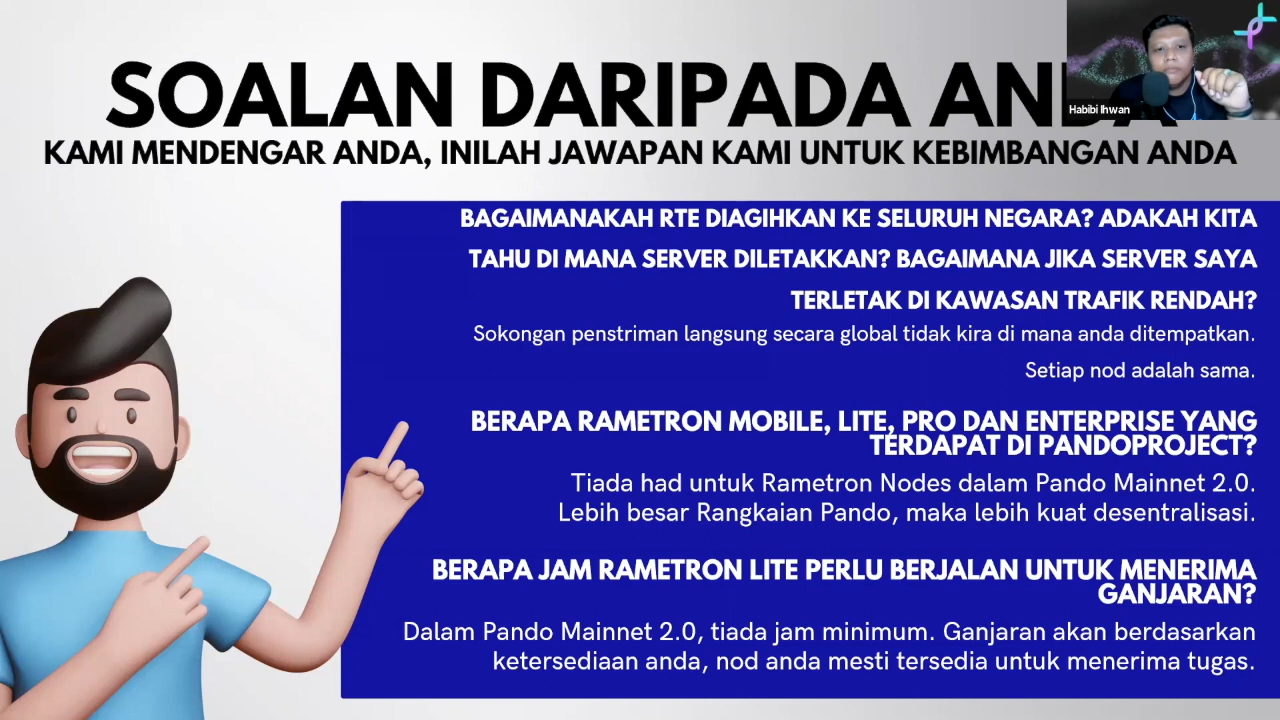 SOALAN DARIPADA ANDA
Habibi Ihwan
KAMI MENDENGAR ANDA, INILAH JAWAPAN KAMI UNTUK KEBIMBANGAN ANDA
BAGAIMANAKAH RTE DIAGIHKAN KE SELURUH NEGARA? ADAKAH KITA
TAHU DI MANA SERVER DILETAKKAN? BAGAIMANA JIKA SERVER SAYA
TERLETAK DI KAWASAN TRAFIK RENDAH?
Sokongan penstriman langsung secara global tidak kira di mana anda ditempatkan.
Setiap nod adalah sama.
BERAPA RAMETRON MOBILE, LITE, PRO DAN ENTERPRISE YANG
TERDAPAT DI PANDOPROJECT?
Tiada had untuk Rametron Nodes dalam Pando Mainnet 2.0.
Lebih besar Rangkaian Pando, maka lebih kuat desentralisasi.
BERAPA JAM RAMETRON LITE PERLU BERJALAN UNTUK MENERIMA
GANJARAN?
Dalam Pando Mainnet 2.0, tiada jam minimum. Ganjaran akan berdasarkan
ketersediaan anda, nod anda mesti tersedia untuk menerima tugas.